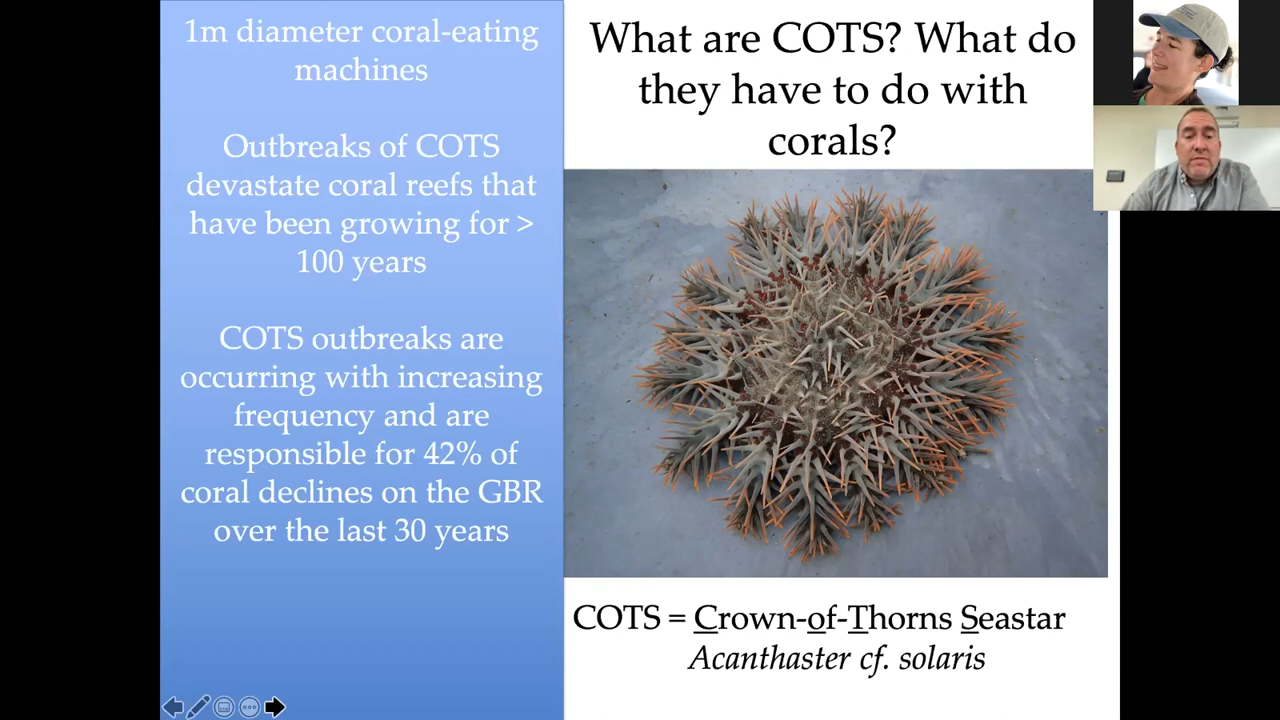 1m diameter coral-eating
machines
Outbreaks of COTS
devastate coral reefs that
have been growing for >
100 years
COTS outbreaks are
occurring with increasing
frequency and are
responsible for 42% of
coral declines on the GBR
over the last 30 years
What are COTS? What do
they have to do with
corals?
COTS = Crown-of-Thorns Seastar
Acanthaster cf. solaris